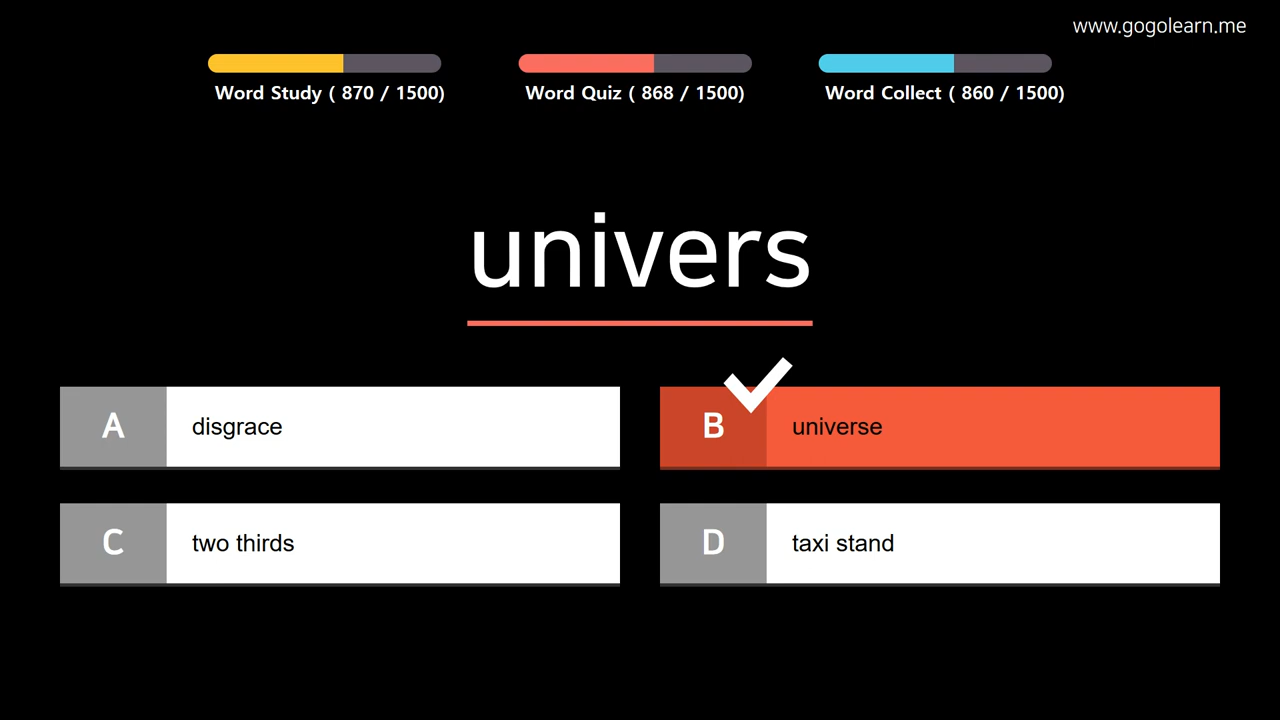 www.gogolearn.me
Word Study ( 870 / 1500)
Word Quiz ( 868 / 1500)
Word Collect ( 860 / 1500)
univers
A disgrace
B universe
C two thirds
D taxi stand